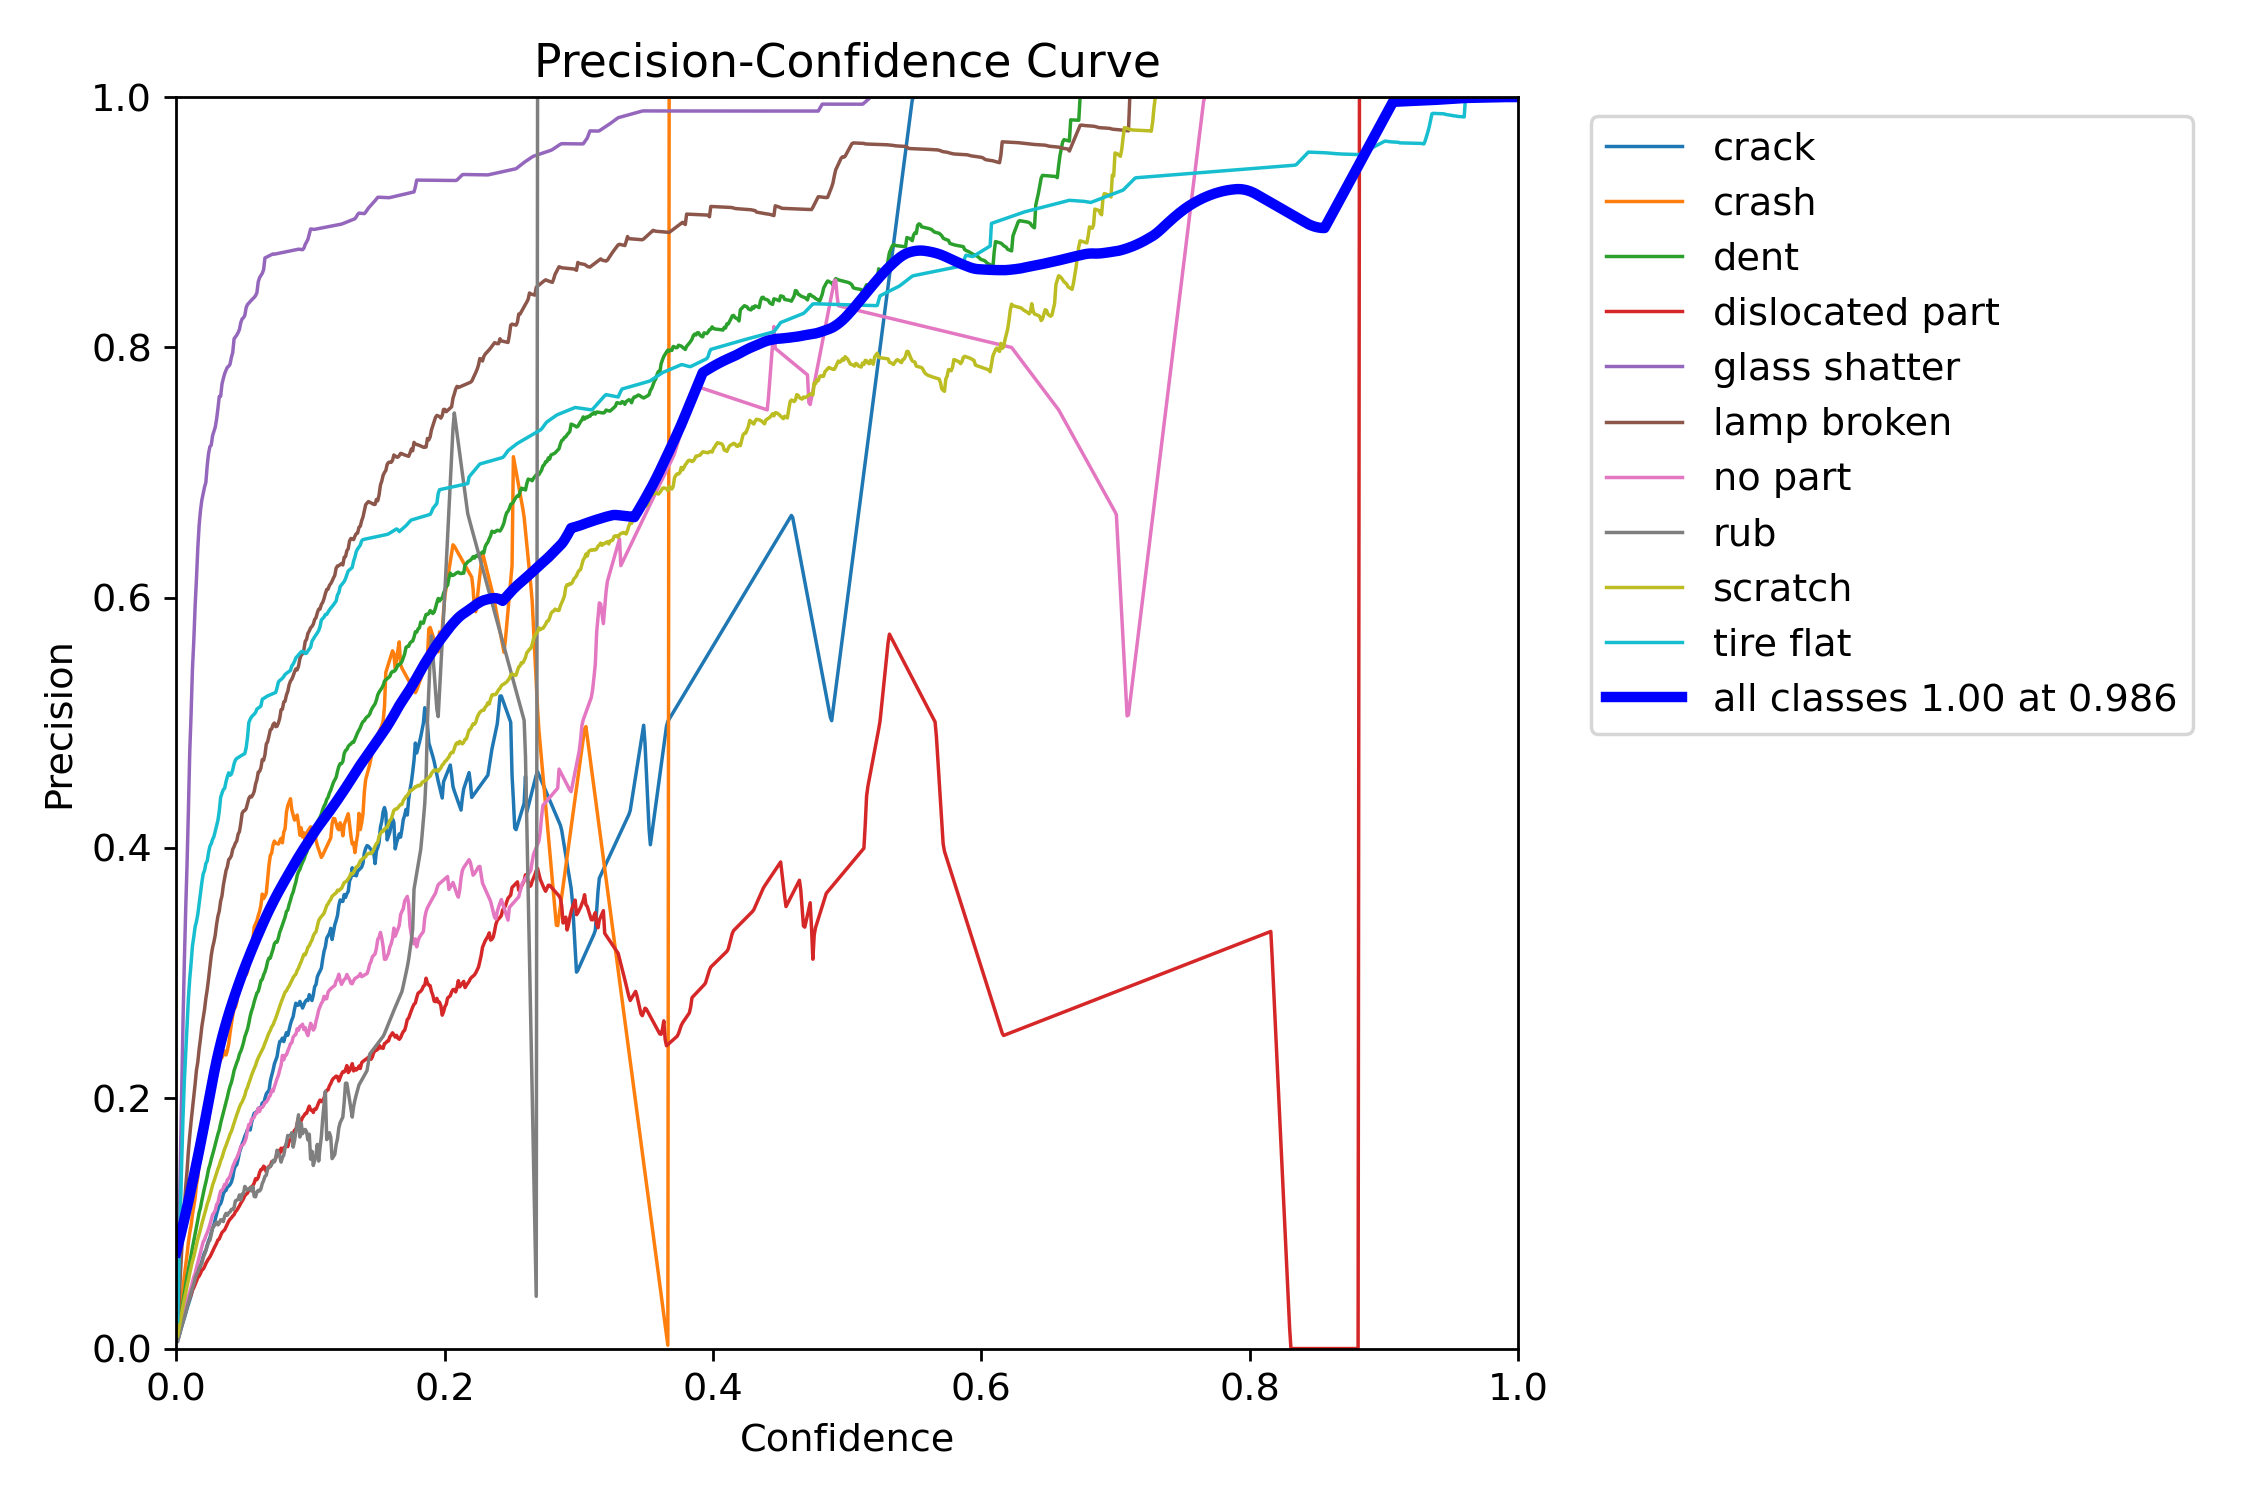 Precision-Confidence Curve
1.0
0.8
0.6
0.4
0.2
0.0
Precision
0.0 0.2 0.4 0.6 0.8 1.0
Confidence
crack
crash
dent
dislocated part
glass shatter
lamp broken
no part
rub
scratch
tire flat
all classes 1.00 at 0.986